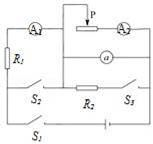 A₁ P A₂
a
R₁
S₂ R₂ S₃
S₁